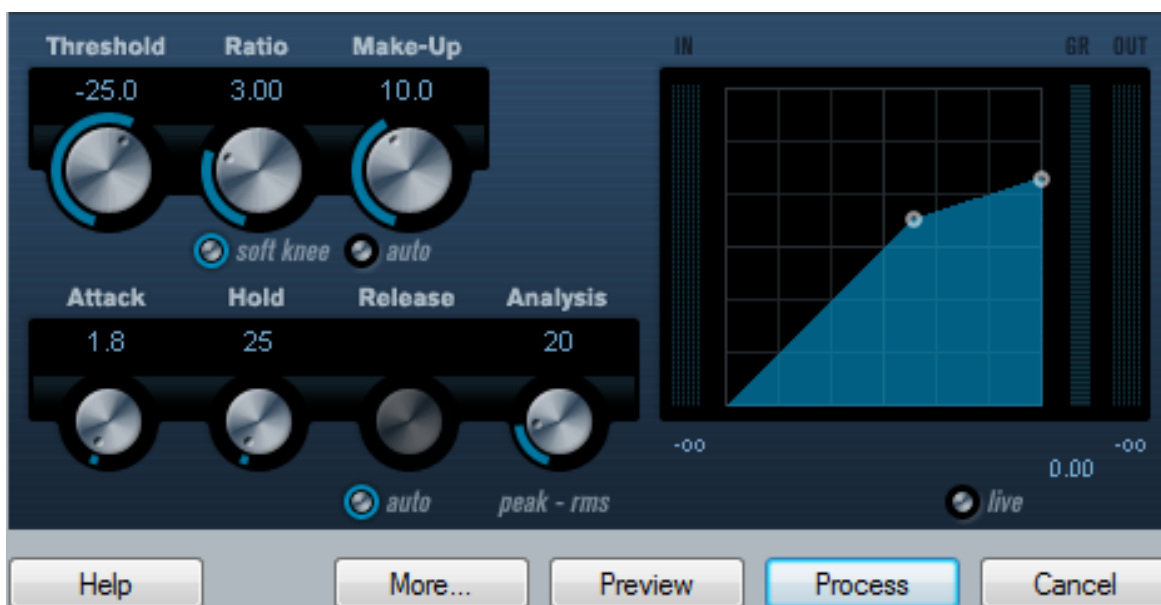 Threshold Ratio Make-Up
-25.0 3.00 10.0
soft knee auto
Attack Hold Release Analysis
1.8 25 20
auto peak - rms
IN GR OUT
-oo -oo
0.00
live
Help More... Preview Process Cancel